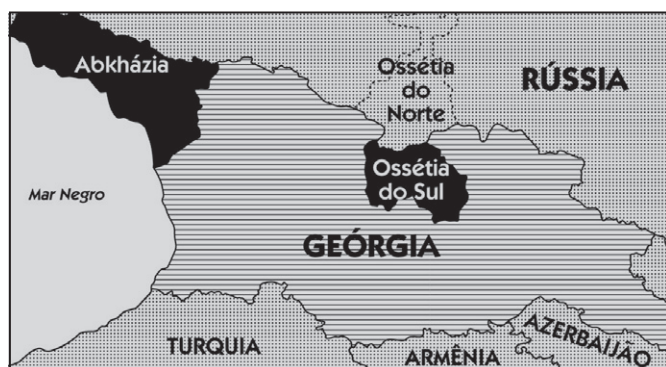 Abkházia
Ossétia
do
Norte
RÚSSIA
Ossétia
do Sul
Mar Negro
GEÓRGIA
TURQUIA
ARMÊNIA
AZERBAIJÃO